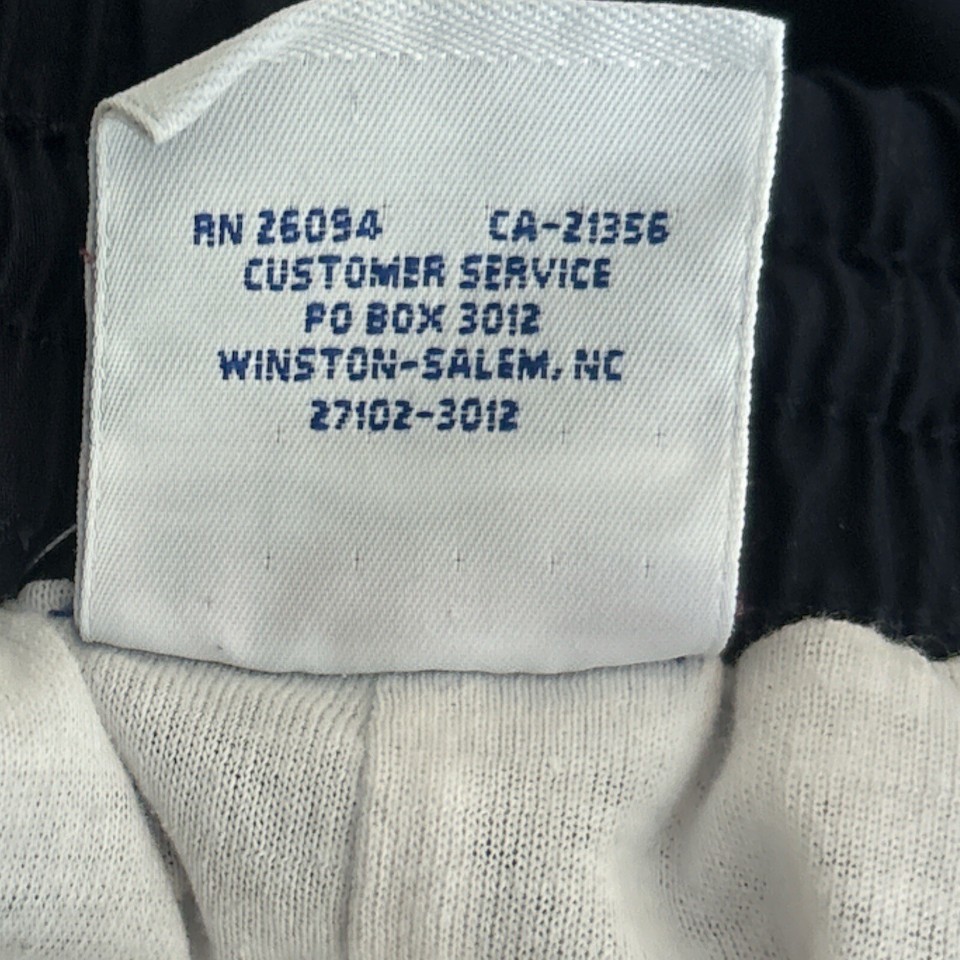 RN 26094 CA-21356
CUSTOMER SERVICE
PO BOX 3012
WINSTON-SALEM, NC
27102-3012